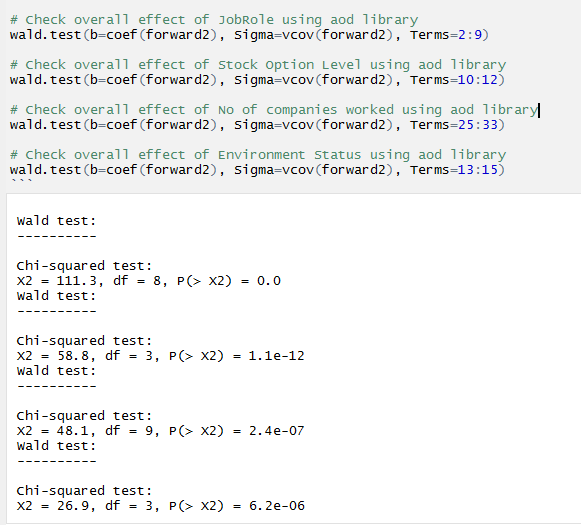 # Check overall effect of JobRole using aod library
wald.test(b=coef(forward2), Sigma=vcov(forward2), Terms=2:9)
# Check overall effect of Stock Option Level using aod library
wald.test(b=coef(forward2), Sigma=vcov(forward2), Terms=10:12)
# Check overall effect of No of companies worked using aod library
wald.test(b=coef(forward2), Sigma=vcov(forward2), Terms=25:33)
# Check overall effect of Environment Status using aod library
wald.test(b=coef(forward2), Sigma=vcov(forward2), Terms=13:15)
```
Wald test:
----------
Chi-squared test:
X2 = 111.3, df = 8, P(> X2) = 0.0
Wald test:
----------
Chi-squared test:
X2 = 58.8, df = 3, P(> X2) = 1.1e-12
Wald test:
----------
Chi-squared test:
X2 = 48.1, df = 9, P(> X2) = 2.4e-07
Wald test:
----------
Chi-squared test:
X2 = 26.9, df = 3, P(> X2) = 6.2e-06